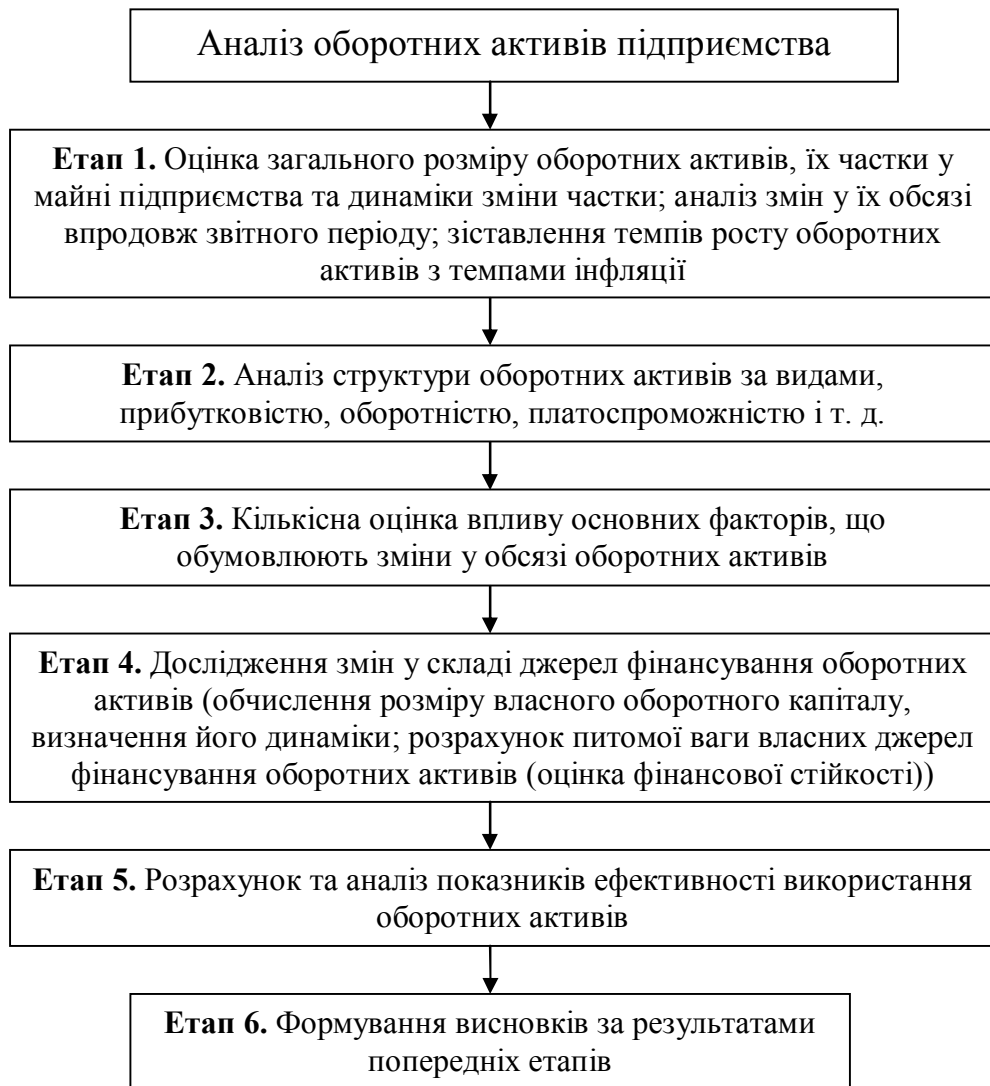 Аналіз оборотних активів підприємства
Етап 1. Оцінка загального розміру оборотних активів, їх частки у
майні підприємства та динаміки зміни частки; аналіз змін у їх обсязі
впродовж звітного періоду; зіставлення темпів росту оборотних
активів з темпами інфляції
Етап 2. Аналіз структури оборотних активів за видами,
прибутковістю, оборотністю, платоспроможністю і т. д.
Етап 3. Кількісна оцінка впливу основних факторів, що
обумовлюють зміни у обсязі оборотних активів
Етап 4. Дослідження змін у складі джерел фінансування оборотних
активів (обчислення розміру власного оборотного капіталу,
визначення його динаміки; розрахунок питомої ваги власних джерел
фінансування оборотних активів (оцінка фінансової стійкості))
Етап 5. Розрахунок та аналіз показників ефективності використання
оборотних активів
Етап 6. Формування висновків за результатами
попередніх етапів